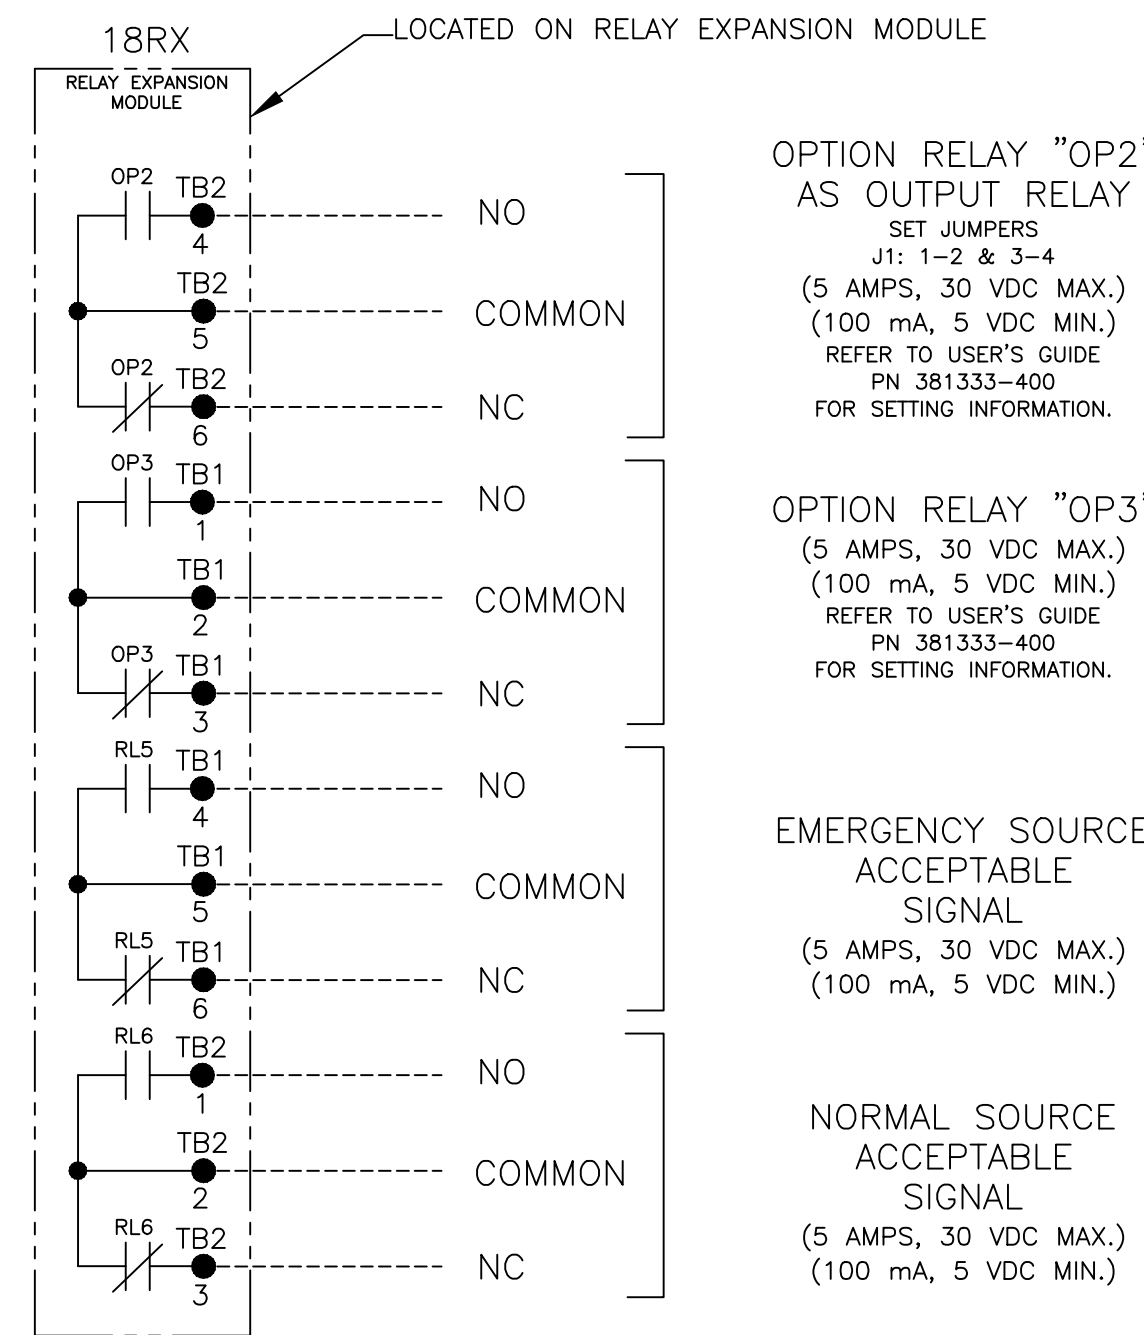 18RX
LOCATED ON RELAY EXPANSION MODULE
RELAY EXPANSION
MODULE
OP2
TB2
4
NO
TB2
5
COMMON
OP2
TB2
6
NC
OPTION RELAY "OP2"
AS OUTPUT RELAY
SET JUMPERS
J1: 1-2 & 3-4
(5 AMPS, 30 VDC MAX.)
(100 mA, 5 VDC MIN.)
REFER TO USER'S GUIDE
PN 381333-400
FOR SETTING INFORMATION.
OP3
TB1
1
NO
TB1
2
COMMON
OP3
TB1
3
NC
OPTION RELAY "OP3"
(5 AMPS, 30 VDC MAX.)
(100 mA, 5 VDC MIN.)
REFER TO USER'S GUIDE
PN 381333-400
FOR SETTING INFORMATION.
RL5
TB1
4
NO
TB1
5
COMMON
RL5
TB1
6
NC
EMERGENCY SOURCE
ACCEPTABLE
SIGNAL
(5 AMPS, 30 VDC MAX.)
(100 mA, 5 VDC MIN.)
RL6
TB2
1
NO
TB2
2
COMMON
RL6
TB2
3
NC
NORMAL SOURCE
ACCEPTABLE
SIGNAL
(5 AMPS, 30 VDC MAX.)
(100 mA, 5 VDC MIN.)